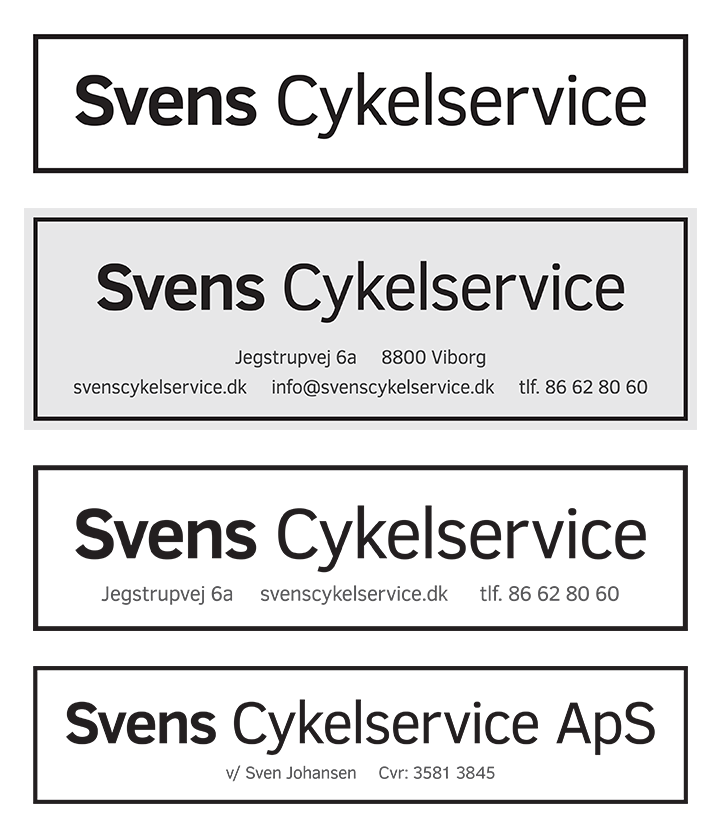 Svens Cykelservice
Svens Cykelservice
Jegstrupvej 6a 8800 Viborg
svenscykelservice.dk info@svenscykelservice.dk tlf. 86 62 80 60
Svens Cykelservice
Jegstrupvej 6a svenscykelservice.dk tlf. 86 62 80 60
Svens Cykelservice ApS
v/ Sven Johansen Cvr: 3581 3845